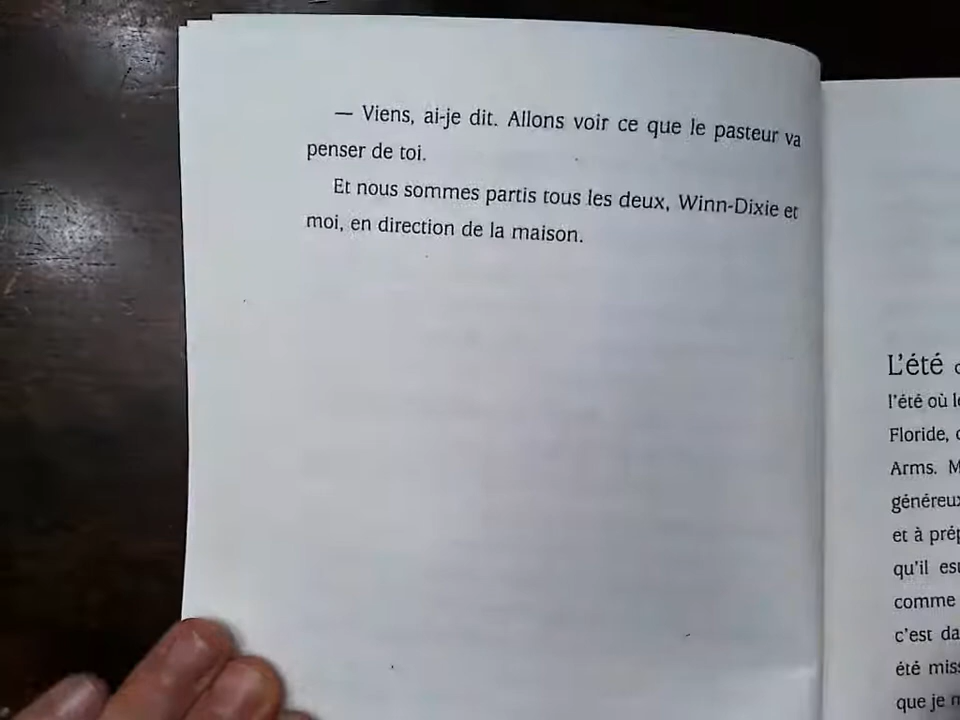 — Viens, ai-je dit. Allons voir ce que le pasteur va
penser de toi.
Et nous sommes partis tous les deux, Winn-Dixie et
moi, en direction de la maison.
L'été
l'été où
Floride,
Arms.
généreux
et à
qu'il
comme
c'est
été
que je